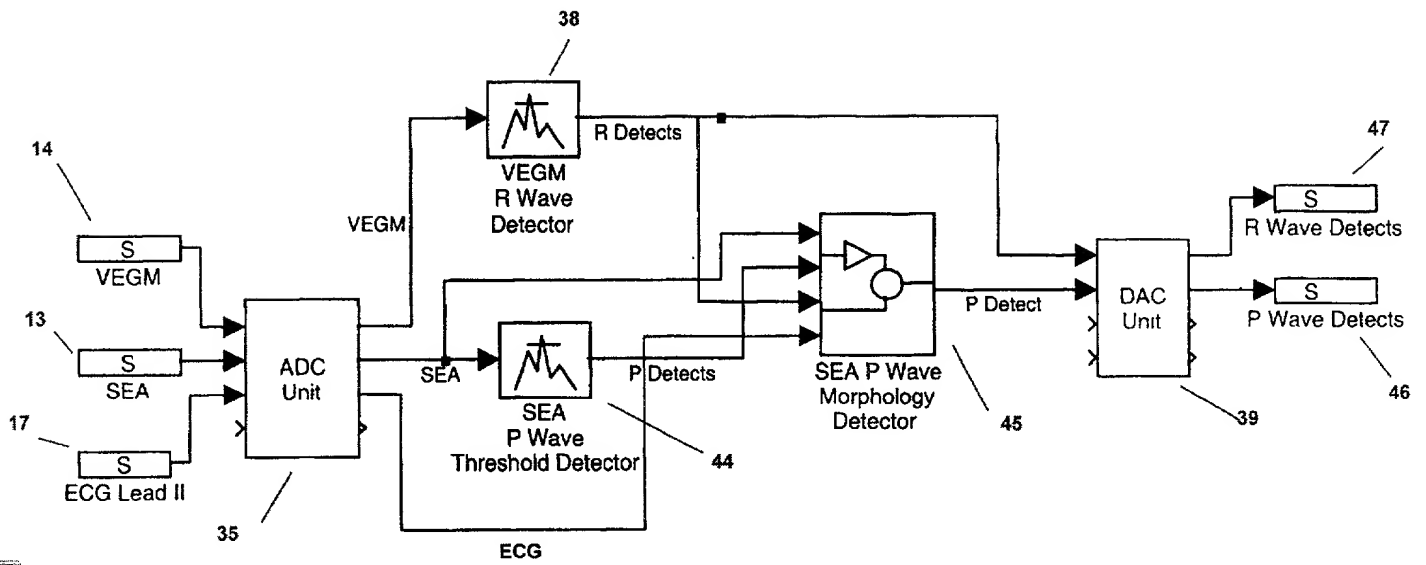 38
R Detects
VEGM
R Wave
Detector
14
S
VEGM
VEGM
47
S
R Wave Detects
13
S
SEA
ADC
Unit
SEA
P Detects
SEA
P Wave
Threshold Detector
44
SEA P Wave
Morphology
Detector
45
P Detect
DAC
Unit
39
S
P Wave Detects
46
17
S
ECG Lead II
35
ECG